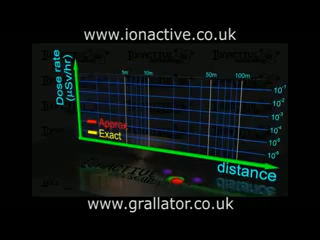 www.ionactive.co.uk
Dose rate
(µSv/hr)
5m 10m 50m 100m
10⁻¹
10⁻²
10⁻³
10⁻⁴
10⁻⁵
10⁻⁶
Approx
Exact
distance
www.grallator.co.uk